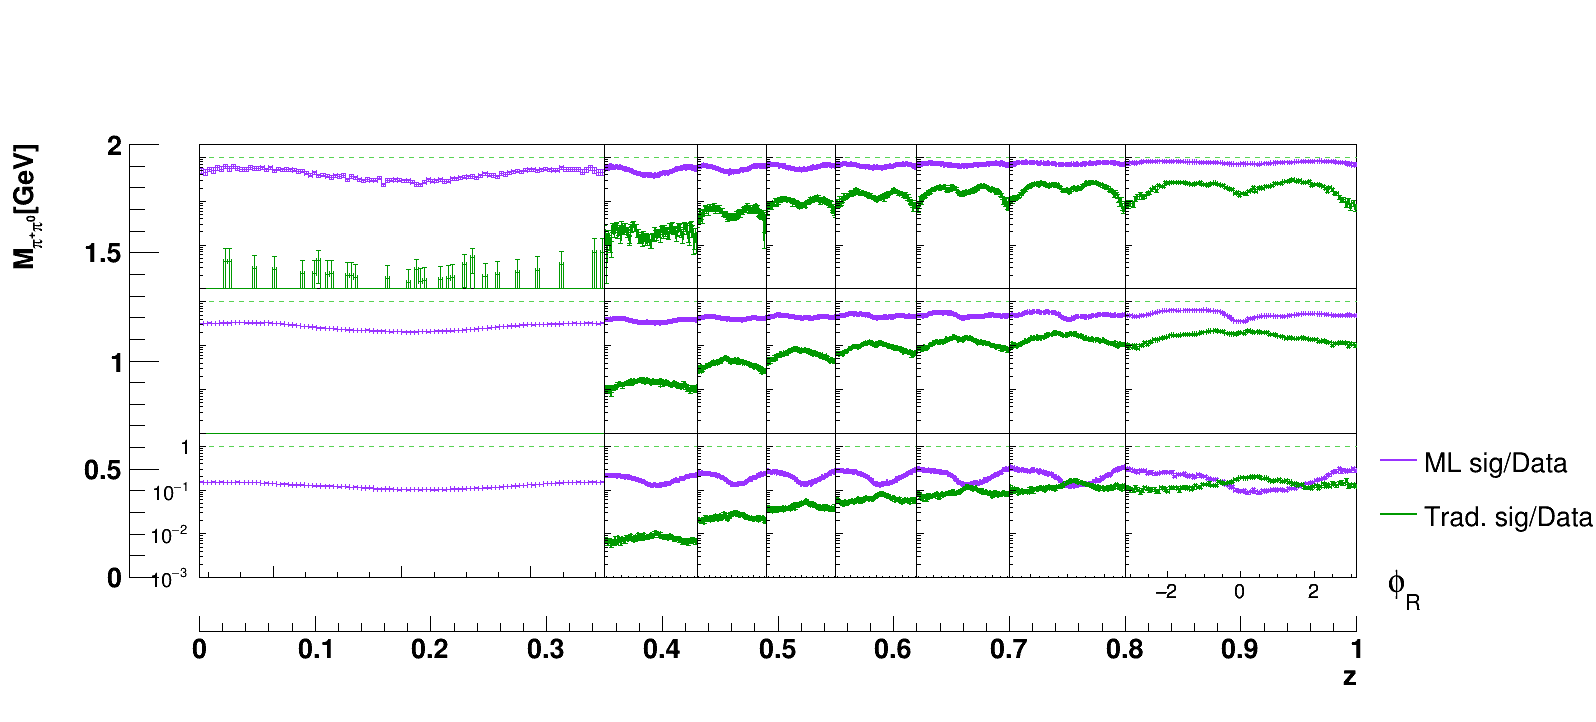 M_{π⁺π⁰}[GeV]
2
1.5
1
0.5
0
1
10⁻¹
10⁻²
10⁻³
ML sig/Data
Trad. sig/Data
−2 0 2
ϕ_R
0 0.1 0.2 0.3 0.4 0.5 0.6 0.7 0.8 0.9 1
z